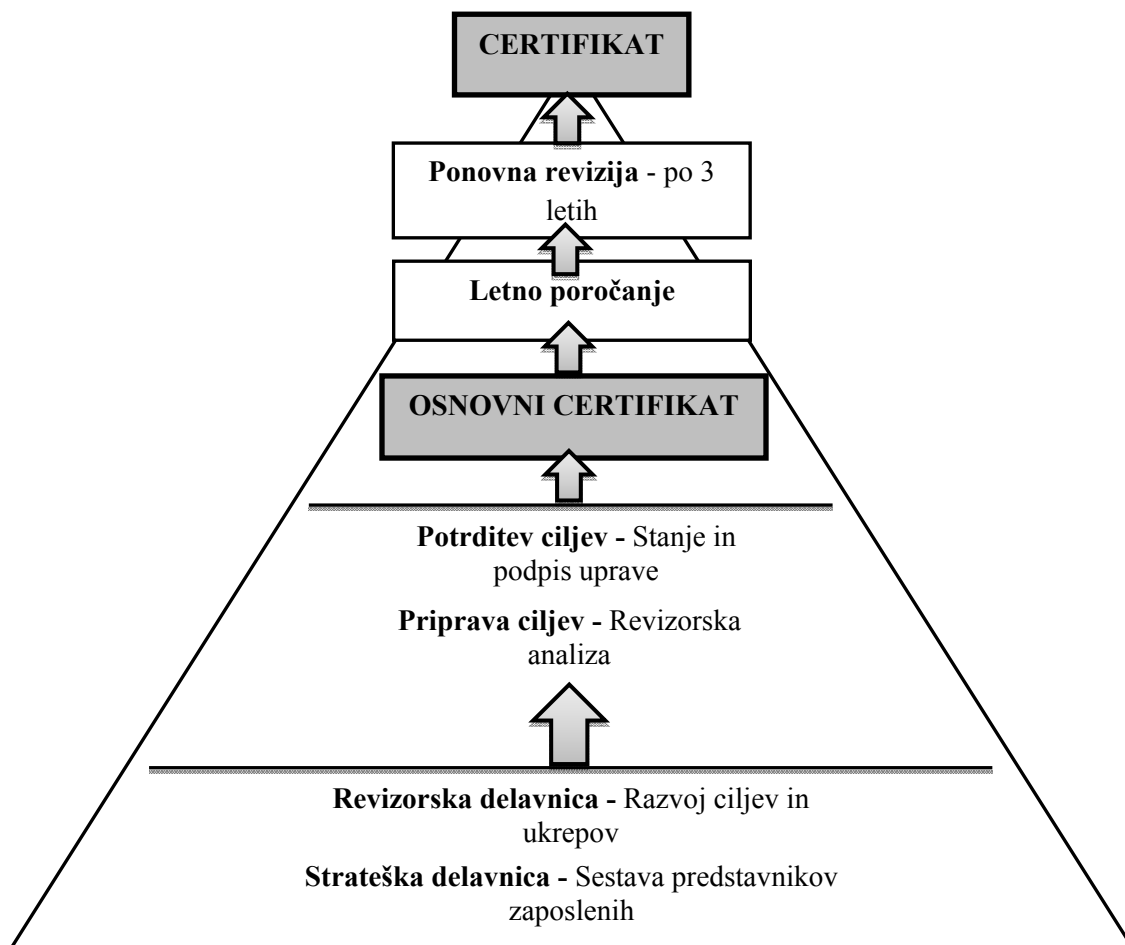 CERTIFIKAT
Ponovna revizija - po 3
letih
Letno poročanje
OSNOVNI CERTIFIKAT
Potrditev ciljev - Stanje in
podpis uprave
Priprava ciljev - Revizorska
analiza
Revizorska delavnica - Razvoj ciljev in
ukrepov
Strateška delavnica - Sestava predstavnikov
zaposlenih